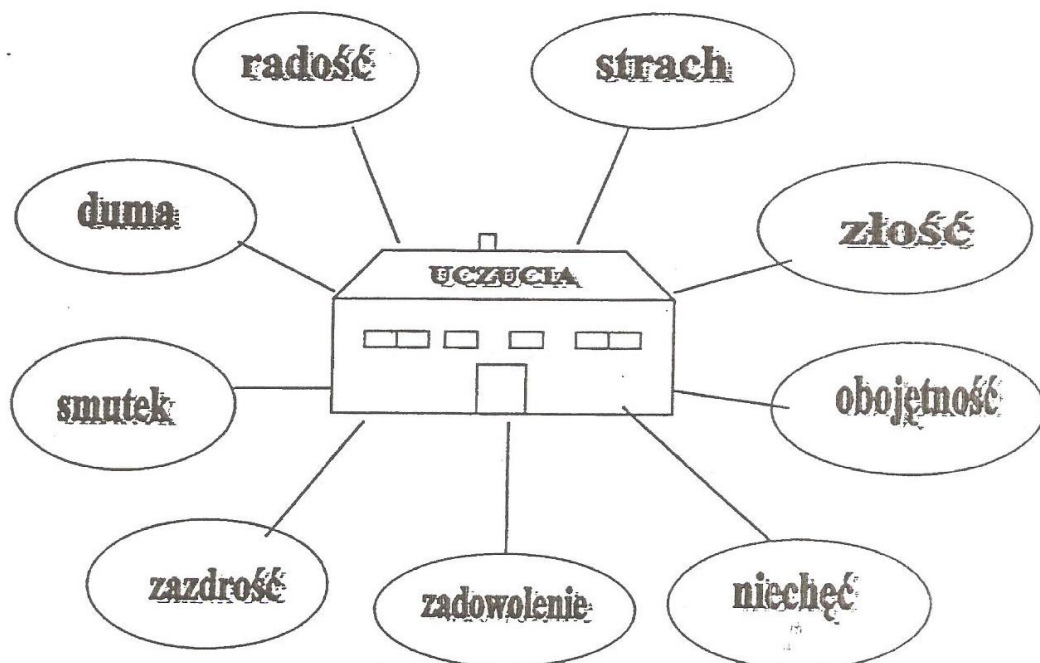 radość
strach
duma
złość
UCZUCIA
smutek
obojętność
zazdrość
zadowolenie
niechęć